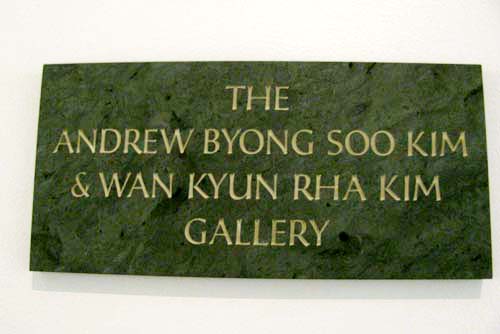 THE
ANDREW BYONG SOO KIM
& WAN KYUN RHA KIM
GALLERY